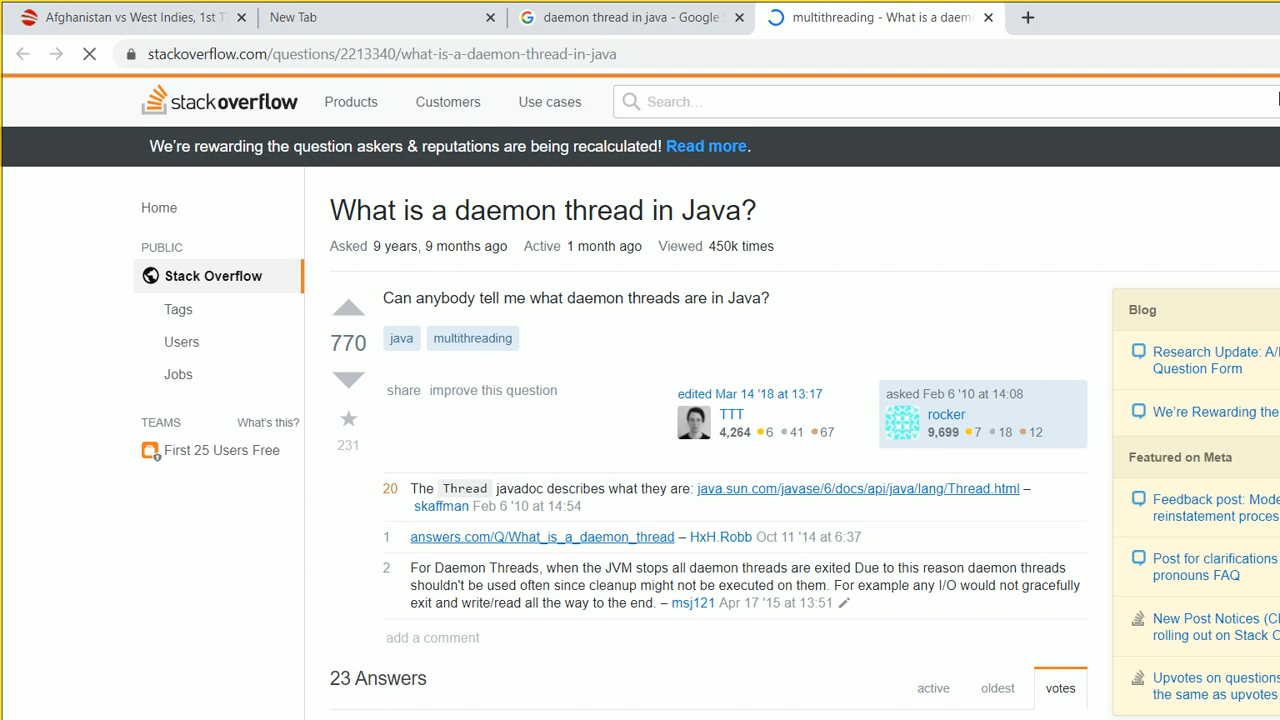 Afghanistan vs West Indies, 1st T
New Tab
daemon thread in java - Google
multithreading - What is a daem
stackoverflow.com/questions/2213340/what-is-a-daemon-thread-in-java
stackoverflow
Products
Customers
Use cases
Search...
We're rewarding the question askers & reputations are being recalculated! Read more.
Home
PUBLIC
Stack Overflow
Tags
Users
Jobs
TEAMS What's this?
First 25 Users Free
What is a daemon thread in Java?
Asked 9 years, 9 months ago Active 1 month ago Viewed 450k times
770
231
Can anybody tell me what daemon threads are in Java?
java multithreading
share improve this question
edited Mar 14 '18 at 13:17
TTT
4,264 6 41 67
asked Feb 6 '10 at 14:08
rocker
9,699 7 18 12
20 The Thread javadoc describes what they are: java.sun.com/javase/6/docs/api/java/lang/Thread.html –
skaffman Feb 6 '10 at 14:54
1 answers.com/Q/What_is_a_daemon_thread – HxH.Robb Oct 11 '14 at 6:37
2 For Daemon Threads, when the JVM stops all daemon threads are exited Due to this reason daemon threads
shouldn't be used often since cleanup might not be executed on them. For example any I/O would not gracefully
exit and write/read all the way to the end. – msj121 Apr 17 '15 at 13:51
add a comment
23 Answers
active oldest votes
Blog
Research Update: A/
Question Form
We're Rewarding the
Featured on Meta
Feedback post: Mode
reinstatement proces
Post for clarifications
pronouns FAQ
New Post Notices (Cl
rolling out on Stack O
Upvotes on questions
the same as upvotes